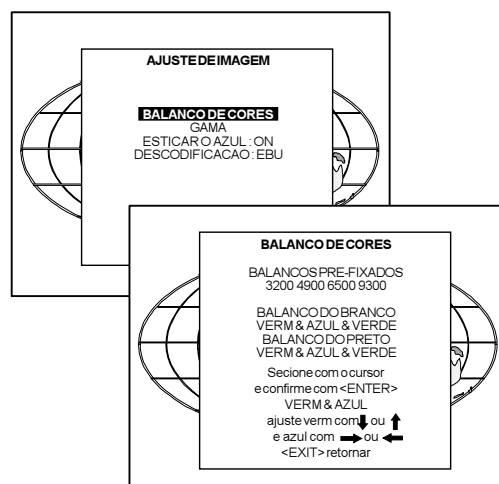 AJUSTE DE IMAGEM
BALANCO DE CORES
GAMA
ESTICAR O AZUL : ON
DESCODIFICACAO : EBU
BALANCO DE CORES
BALANCOS PRE-FIXADOS
3200 4900 6500 9300
BALANCO DO BRANCO
VERM & AZUL & VERDE
BALANCO DO PRETO
VERM & AZUL & VERDE
Secione com o cursor
e confirme com <ENTER>
VERM & AZUL
ajuste verm com ⬇ ou ⬆
e azul com ➡ ou ⬅
<EXIT> retornar